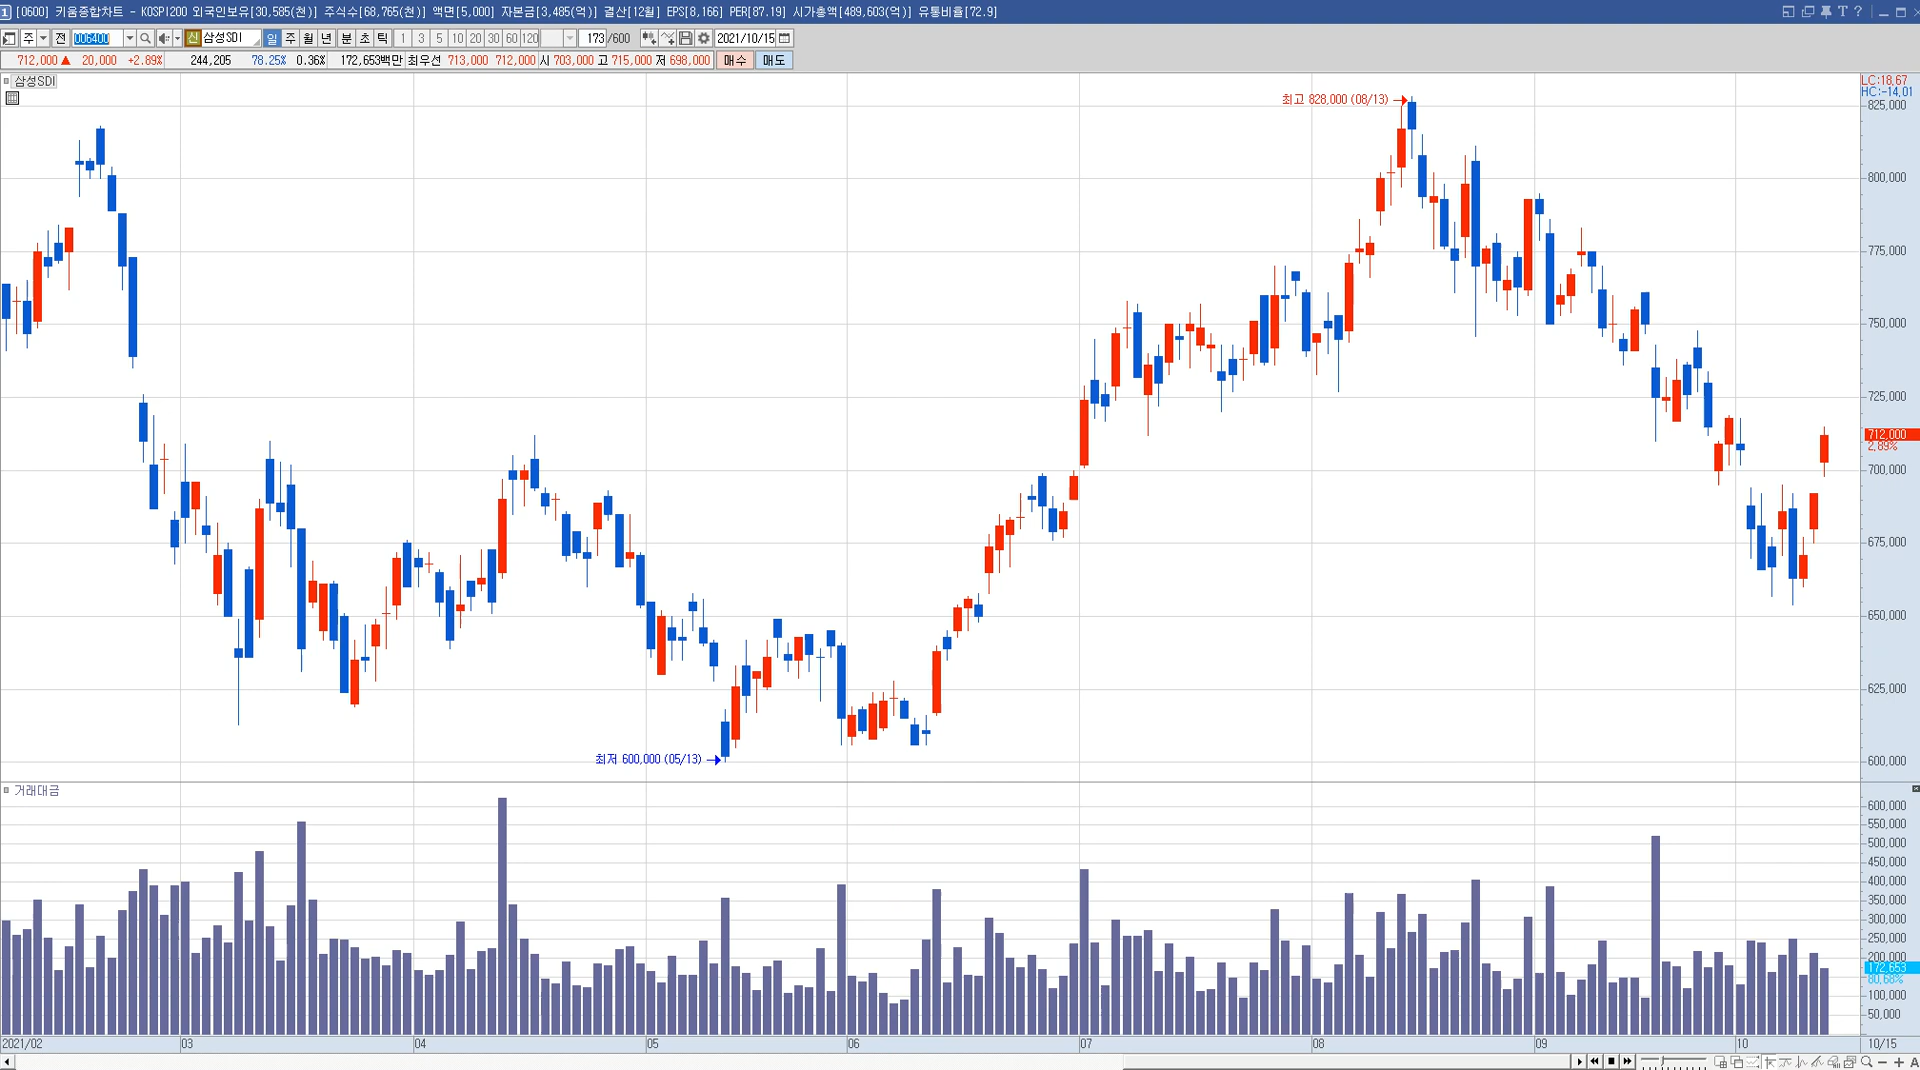 1 [0600] 키움종합차트 - KOSPI200 외국인보유[30,585(천)] 주식수[68,765(천)] 액면[5,000] 자본금[3,485(억)] 결산[12월] EPS[8,166] PER[87.19] 시가총액[489,603(억)] 유통비율[72.9]
주 전 006400 신 삼성SDI 일 주 월 년 분 초 틱 1 3 5 10 20 30 60 120 173 /600 2021/10/15
712,000 ▲ 20,000 +2.89% 244,205 78.25% 0.36% 172,653백만 최우선 713,000 712,000 시 703,000 고 715,000 저 698,000 매수 매도
삼성SDI
LC:18.67
HC:-14.01
최고 828,000 (08/13)
825,000
800,000
775,000
750,000
725,000
712,000
2.89%
700,000
675,000
650,000
625,000
최저 600,000 (05/13)
600,000
거래대금
600,000
550,000
500,000
450,000
400,000
350,000
300,000
250,000
200,000
172,653
80.68%
100,000
50,000
2021/02 03 04 05 06 07 08 09 10 10/15
A